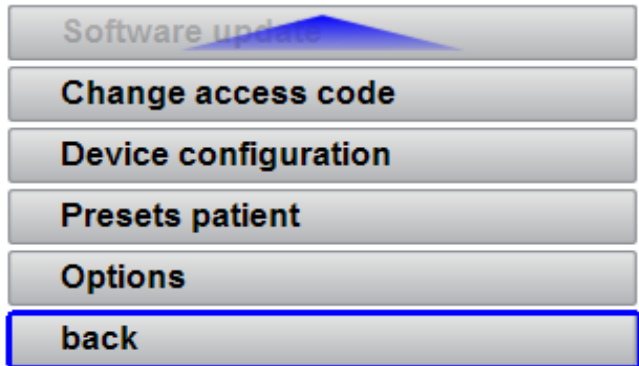 Software update
Change access code
Device configuration
Presets patient
Options
back